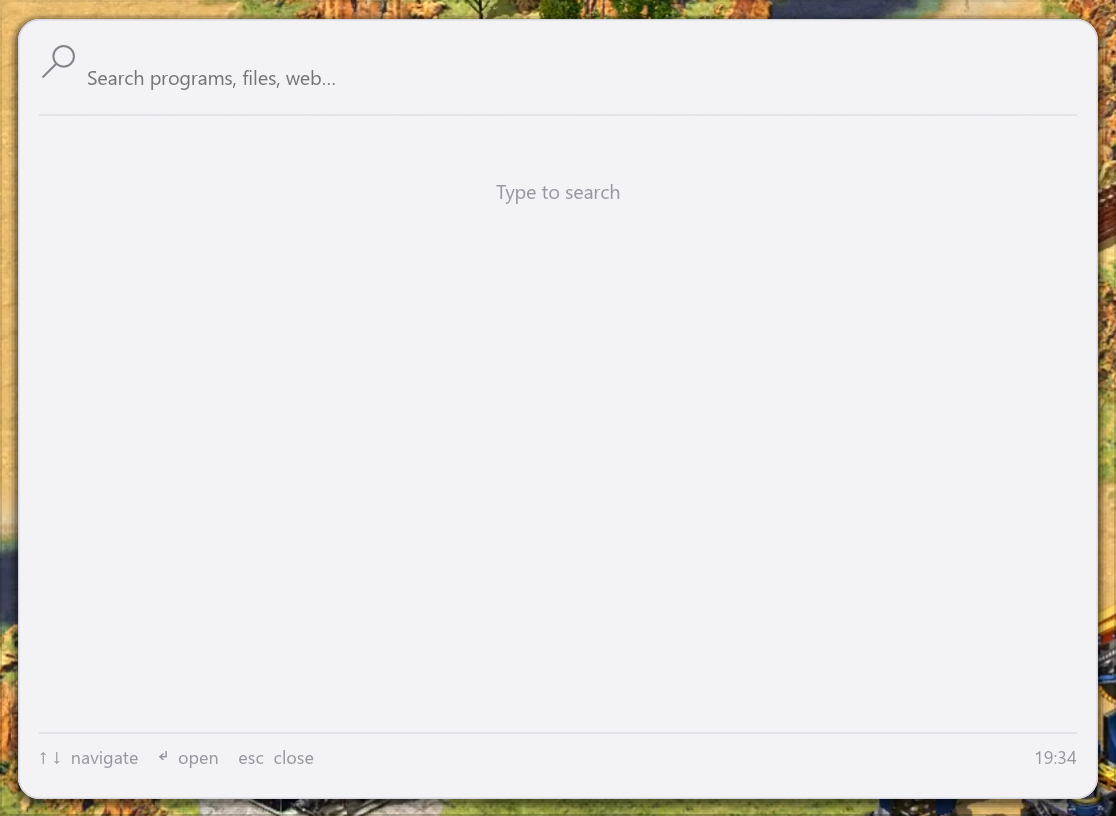 Search programs, files, web...
Type to search
↑ ↓ navigate ↵ open esc close
19:34